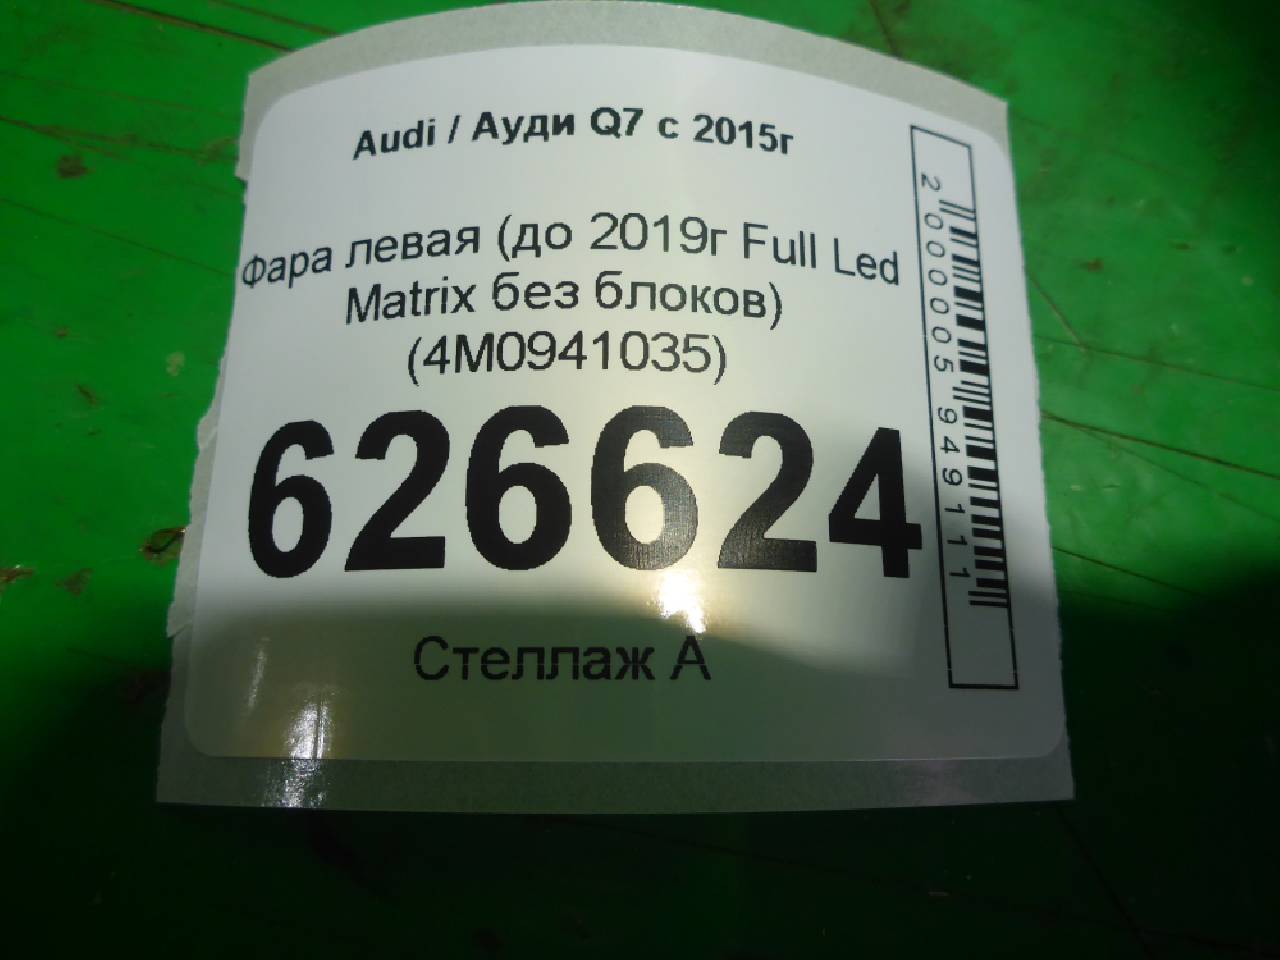 Audi / Ауди Q7 с 2015г
Фара левая (до 2019г Full Led
Matrix без блоков)
(4M0941035)
626624
Стеллаж А
2000005949111